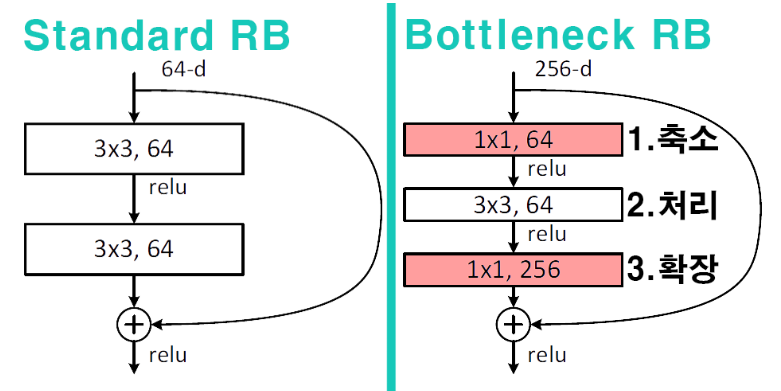 Standard RB
64-d
3x3, 64
relu
3x3, 64
+
relu
Bottleneck RB
256-d
1x1, 64
1.축소
relu
3x3, 64
2.처리
relu
1x1, 256
3.확장
+
relu